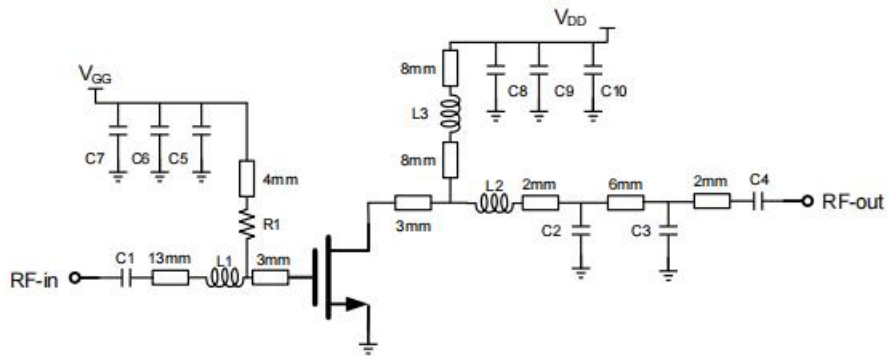 VDD
8mm
C8 C9 C10
L3
8mm
VGG
C7 C6 C5
4mm
R1
3mm
L2
2mm
6mm
2mm
C4
RF-out
C2
C3
RF-in
C1
13mm
L1
3mm